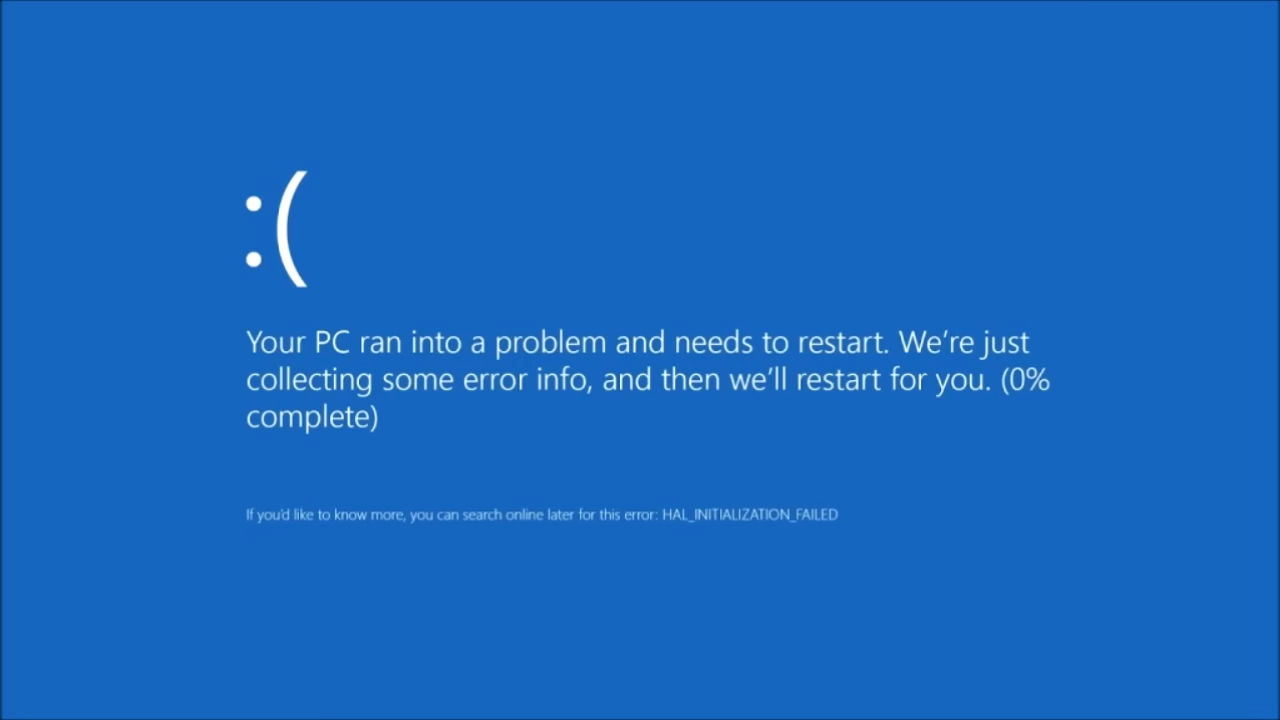 :(
Your PC ran into a problem and needs to restart. We're just
collecting some error info, and then we'll restart for you. (0%
complete)
If you'd like to know more, you can search online later for this error: HAL_INITIALIZATION_FAILED